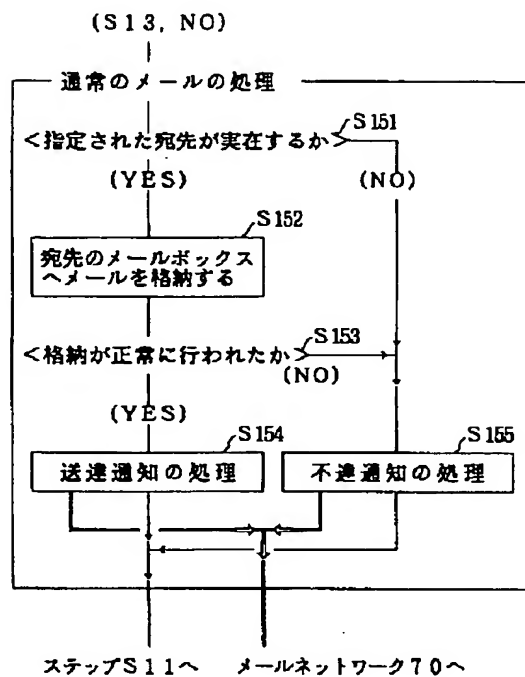 (S13, NO)
通常のメールの処理
S151
<指定された宛先が実在するか>
(YES)
(NO)
S152
宛先のメールボックス
へメールを格納する
S153
<格納が正常に行われたか>
(NO)
(YES)
S154
S155
送達通知の処理
不達通知の処理
ステップS11へ
メールネットワーク70へ